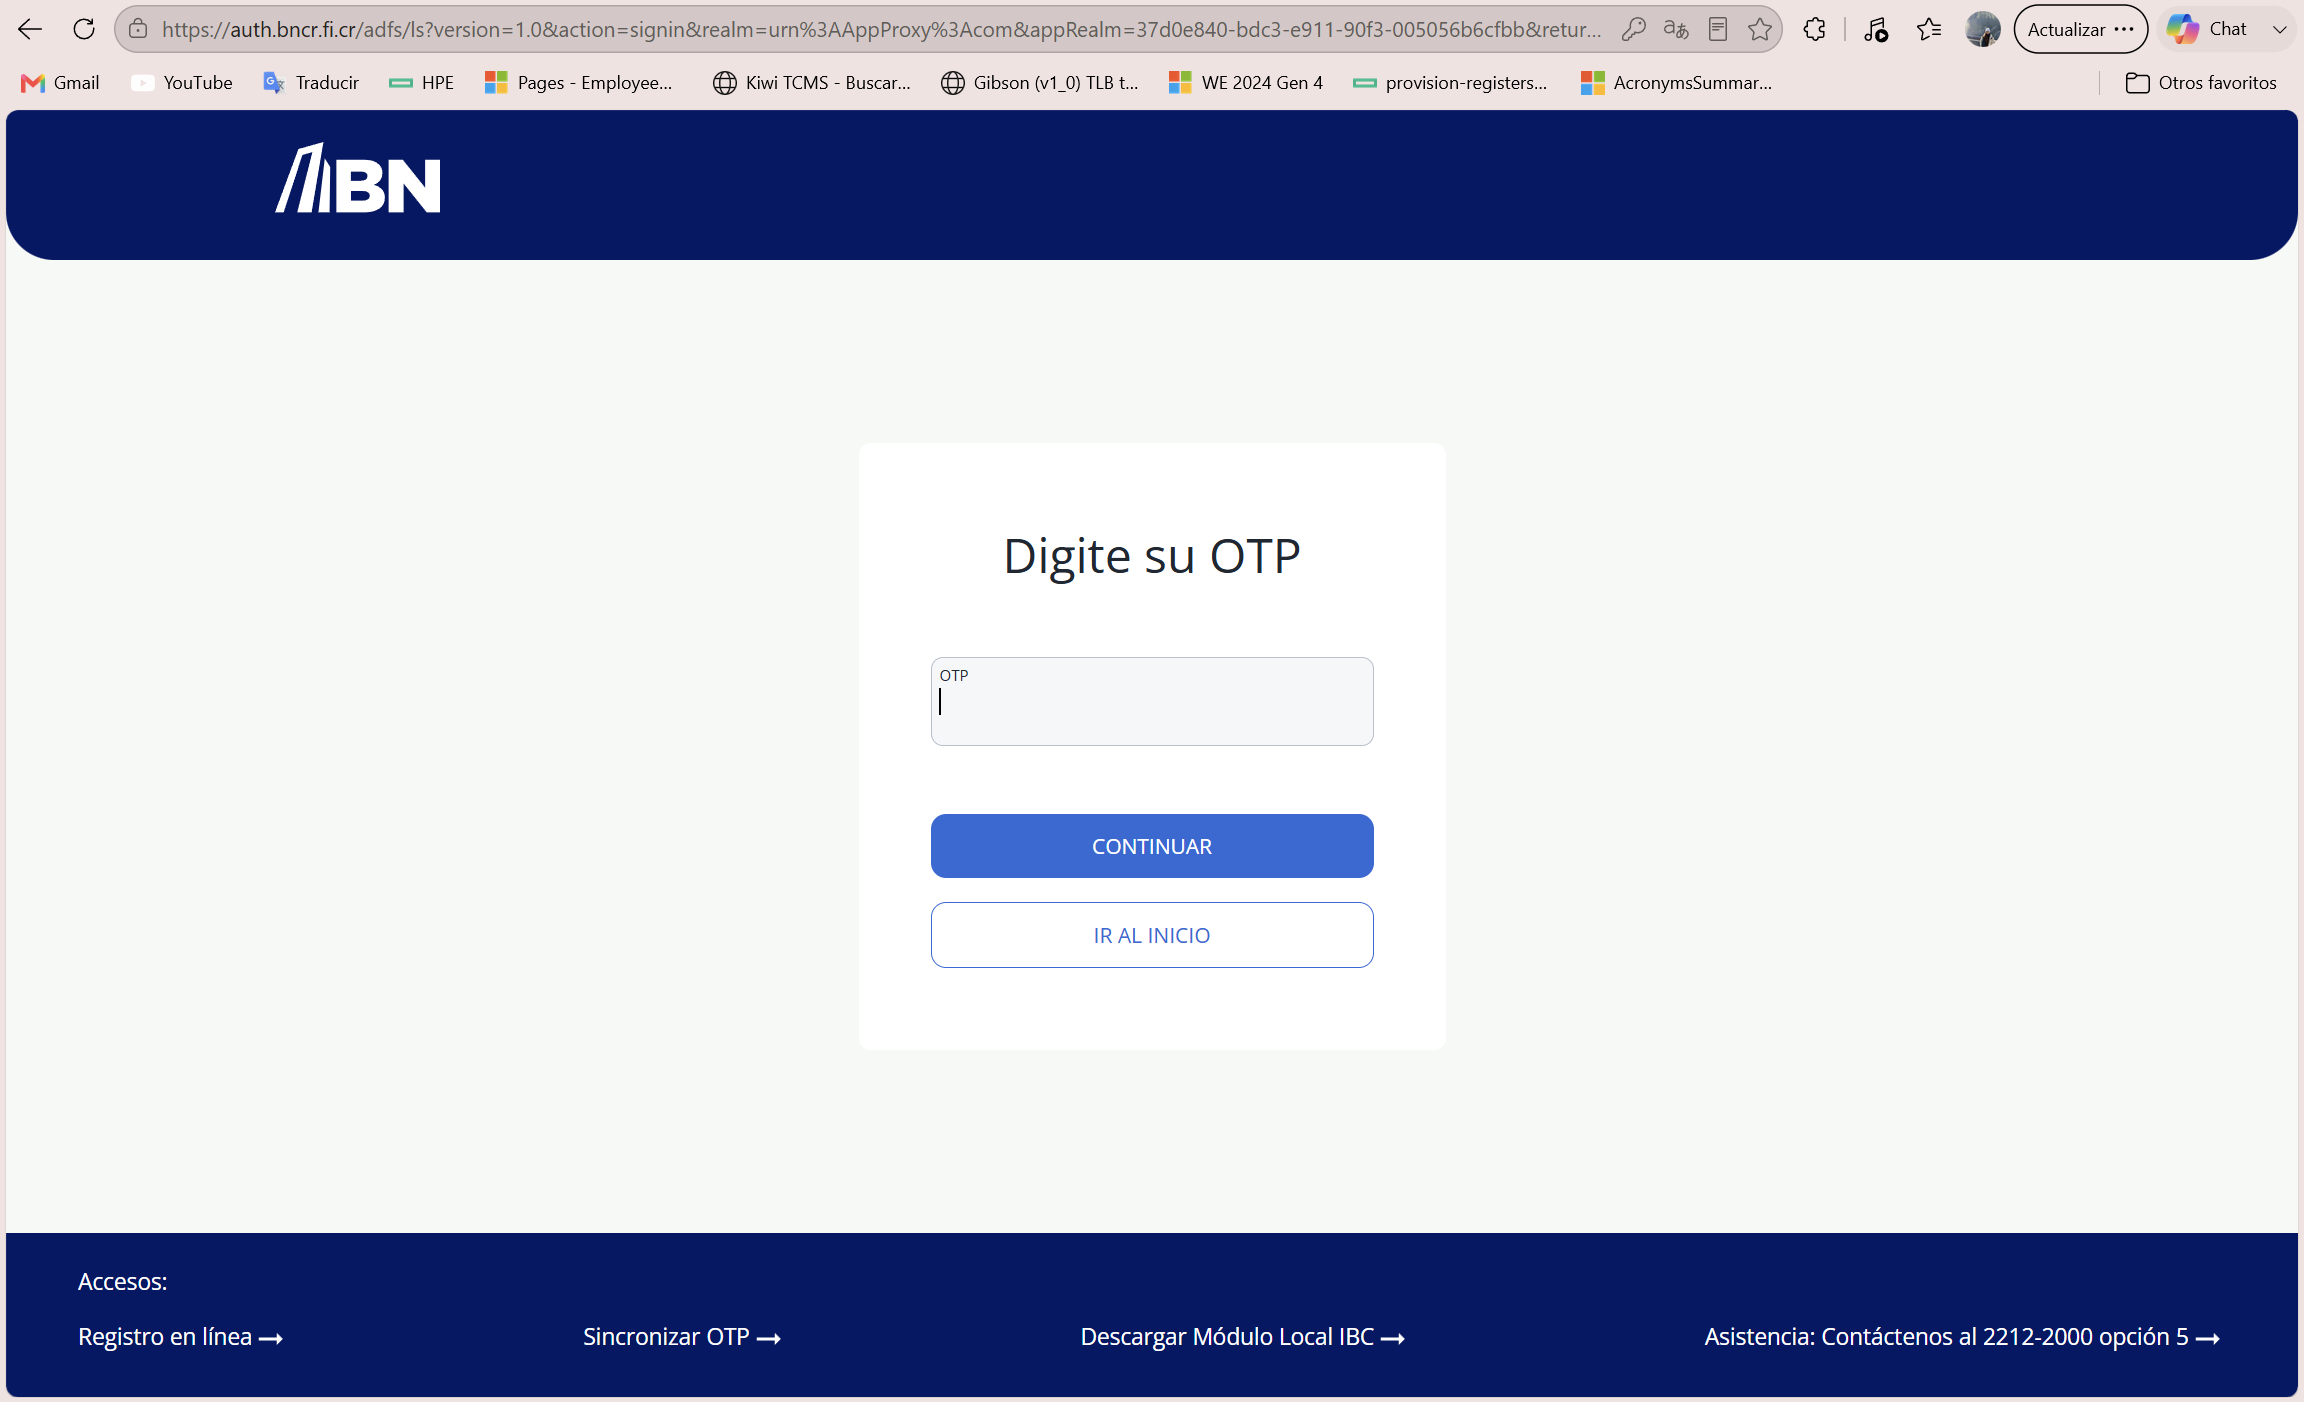 https://auth.bncr.fi.cr/adfs/ls?version=1.0&action=signin&realm=urn%3AAppProxy%3Acom&appRealm=37d0e840-bdc3-e911-90f3-005056b6cfbb&retur...
Actualizar
Chat
Gmail
YouTube
Traducir
HPE
Pages - Employee...
Kiwi TCMS - Buscar...
Gibson (v1_0) TLB t...
WE 2024 Gen 4
provision-registers...
AcronymsSummar...
Otros favoritos
BN
Digite su OTP
OTP
CONTINUAR
IR AL INICIO
Accesos:
Registro en línea
Sincronizar OTP
Descargar Módulo Local IBC
Asistencia: Contáctenos al 2212-2000 opción 5